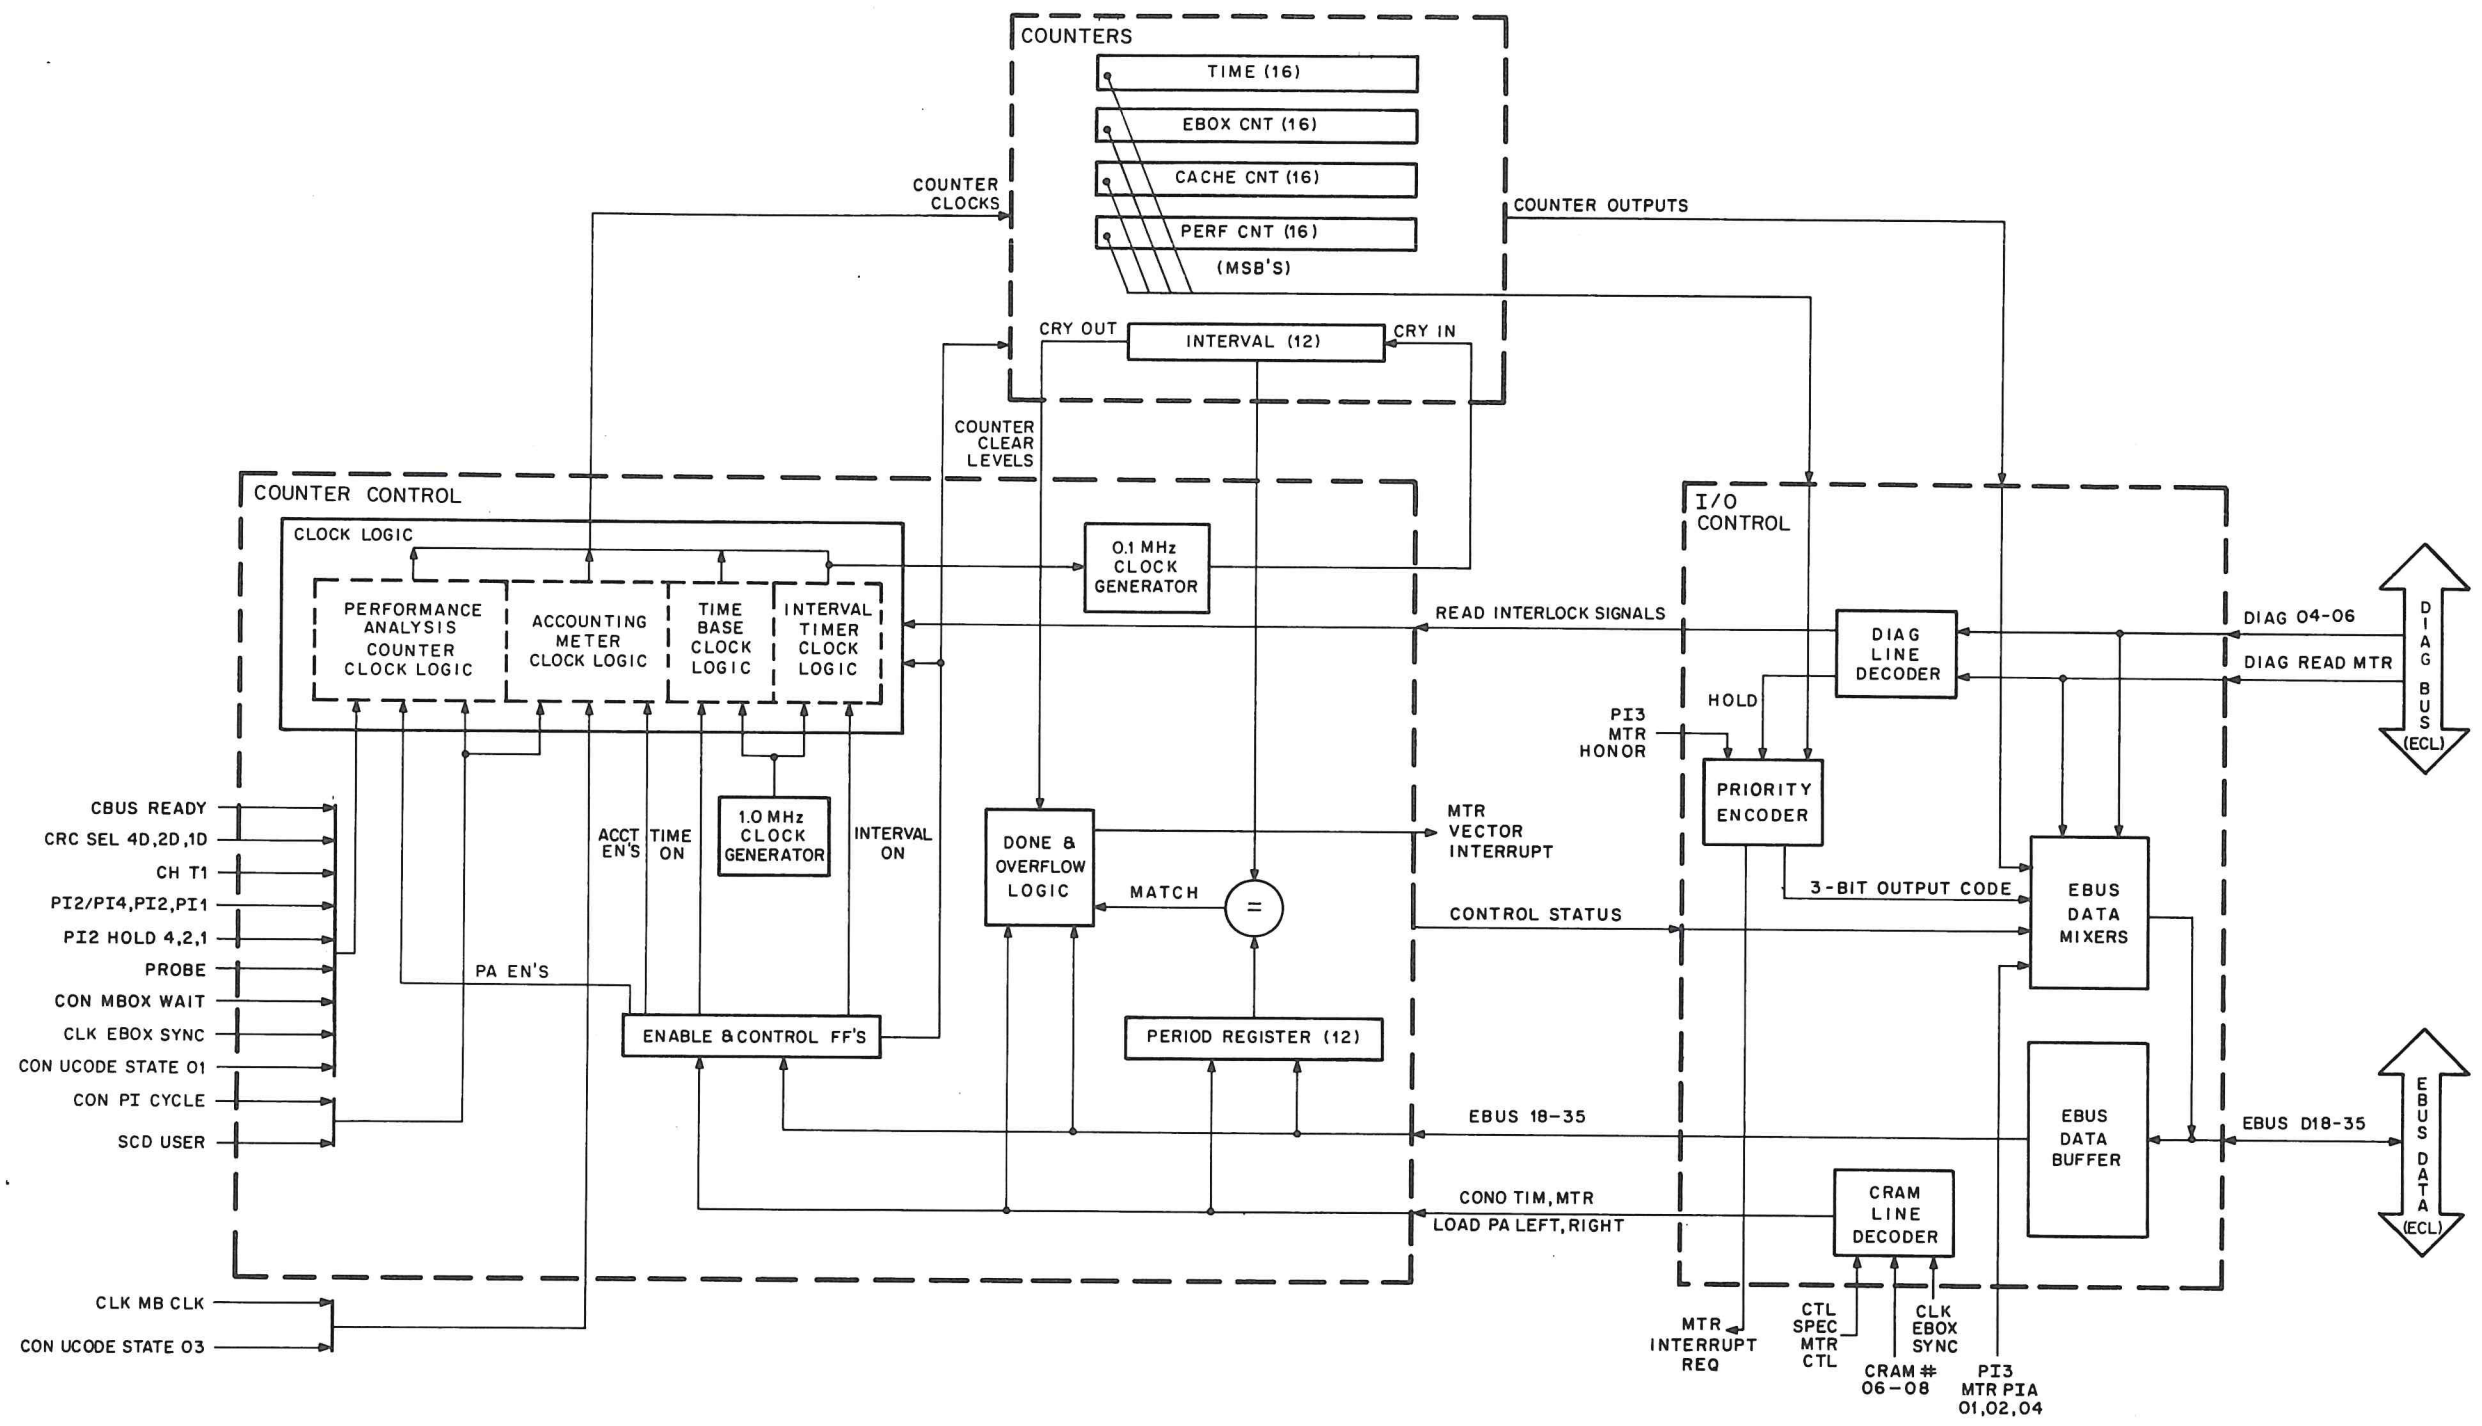 COUNTERS
TIME (16)
EBOX CNT (16)
CACHE CNT (16)
PERF CNT (16)
(MSB'S)
COUNTER
CLOCKS
COUNTER OUTPUTS
CRY OUT
INTERVAL (12)
CRY IN
COUNTER
CLEAR
LEVELS
COUNTER CONTROL
CLOCK LOGIC
PERFORMANCE
ANALYSIS
COUNTER
CLOCK LOGIC
ACCOUNTING
METER
CLOCK LOGIC
TIME
BASE
CLOCK
LOGIC
INTERVAL
TIMER
CLOCK
LOGIC
0.1 MHz
CLOCK
GENERATOR
READ INTERLOCK SIGNALS
I/O
CONTROL
DIAG
LINE
DECODER
DIAG 04-06
DIAG READ MTR
DIAG BUS
(ECL)
HOLD
PI3
MTR
HONOR
PRIORITY
ENCODER
CBUS READY
CRC SEL 4D,2D,1D
CH T1
PI2/PI4,PI2,PI1
PI2 HOLD 4,2,1
PROBE
CON MBOX WAIT
CLK EBOX SYNC
CON UCODE STATE 01
CON PI CYCLE
SCD USER
CLK MB CLK
CON UCODE STATE 03
ACCT
EN'S
TIME
ON
1.0 MHz
CLOCK
GENERATOR
INTERVAL
ON
PA EN'S
ENABLE & CONTROL FF'S
DONE &
OVERFLOW
LOGIC
MATCH
=
PERIOD REGISTER (12)
MTR
VECTOR
INTERRUPT
CONTROL STATUS
3-BIT OUTPUT CODE
EBUS
DATA
MIXERS
EBUS 18-35
EBUS
DATA
BUFFER
EBUS D18-35
EBUS DATA
(ECL)
CONO TIM,MTR
LOAD PA LEFT,RIGHT
CRAM
LINE
DECODER
MTR
INTERRUPT
REQ
CTL
SPEC
MTR
CTL
CRAM #
06-08
CLK
EBOX
SYNC
PI3
MTR PIA
01,02,04